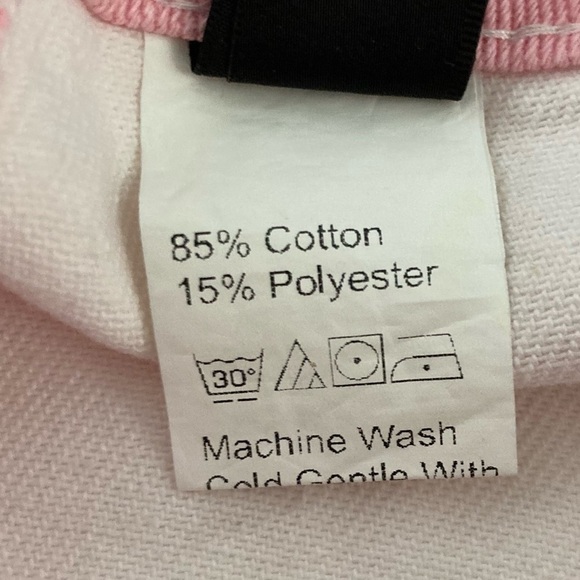 85% Cotton
15% Polyester
30°
Machine Wash
Cold Gentle With